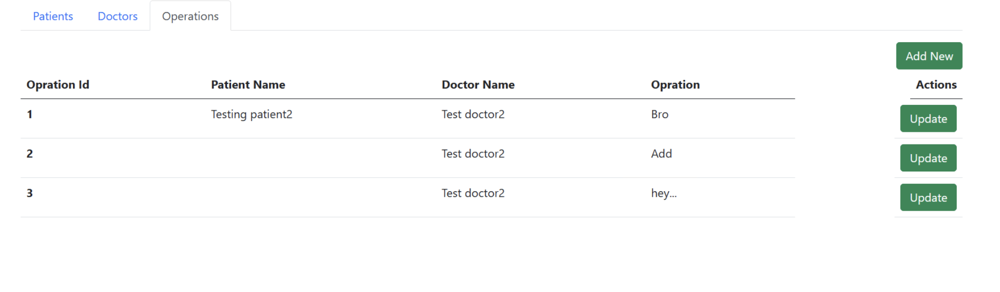 Patients Doctors Operations
Add New
Opration Id Patient Name Doctor Name Opration Actions
1 Testing patient2 Test doctor2 Bro Update
2 Test doctor2 Add Update
3 Test doctor2 hey... Update